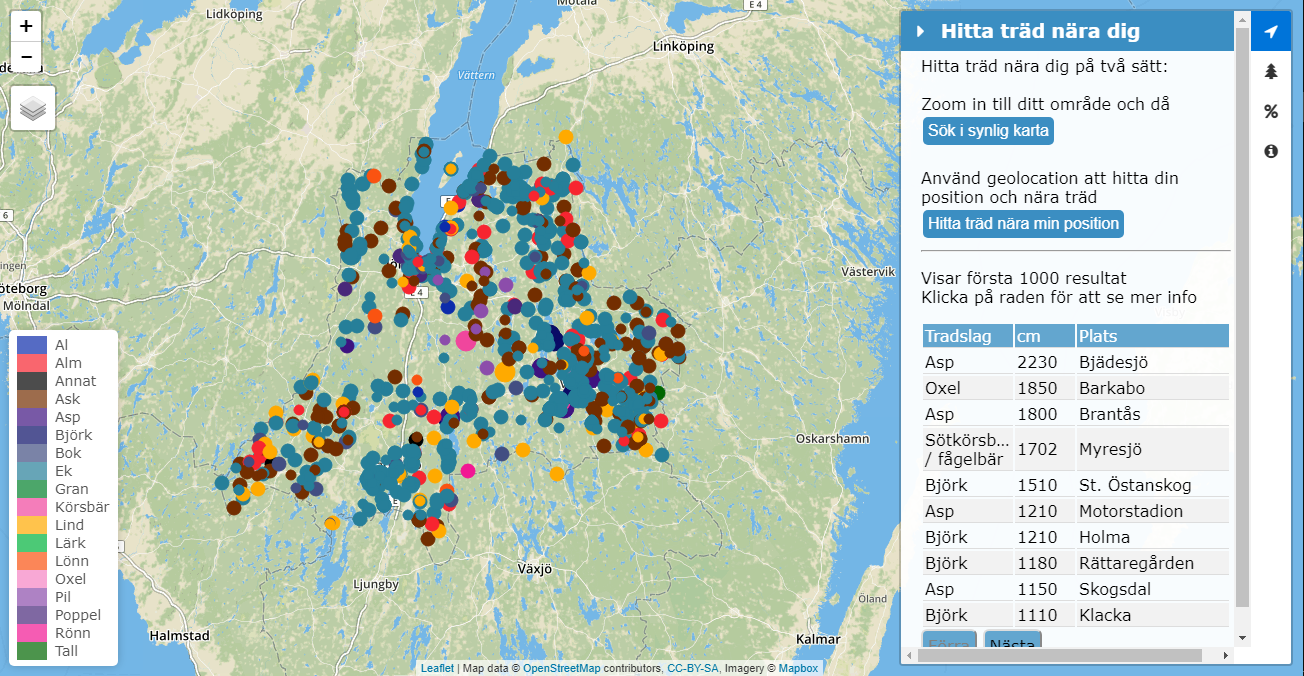 +
−
Lidköping
Motala
E 4
Linköping
Vättern
6
Göteborg
Mölndal
Västervik
E 4
Oskarshamn
Växjö
Ljungby
Halmstad
Öland
Kalmar
Al
Alm
Annat
Ask
Asp
Björk
Bok
Ek
Gran
Körsbär
Lind
Lärk
Lönn
Oxel
Pil
Poppel
Rönn
Tall
Hitta träd nära dig
Hitta träd nära dig på två sätt:
Zoom in till ditt område och då
Sök i synlig karta
Använd geolocation att hitta din
position och nära träd
Hitta träd nära min position
Visar första 1000 resultat
Klicka på raden för att se mer info
Tradslag cm Plats
Asp 2230 Bjädesjö
Oxel 1850 Barkabo
Asp 1800 Brantås
Sötkörsb...
/ fågelbär 1702 Myresjö
Björk 1510 St. Östanskog
Asp 1210 Motorstadion
Björk 1210 Holma
Björk 1180 Rättaregården
Asp 1150 Skogsdal
Björk 1110 Klacka
Förra Nästa
%
Leaflet | Map data © OpenStreetMap contributors, CC-BY-SA, Imagery © Mapbox